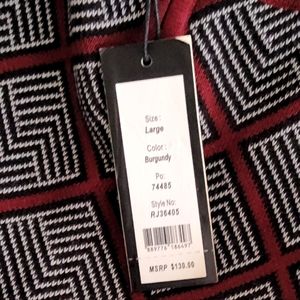 Size:
Large
Color:
Burgundy
Po:
74485
Style No:
RJ36405
MSRP $130.00